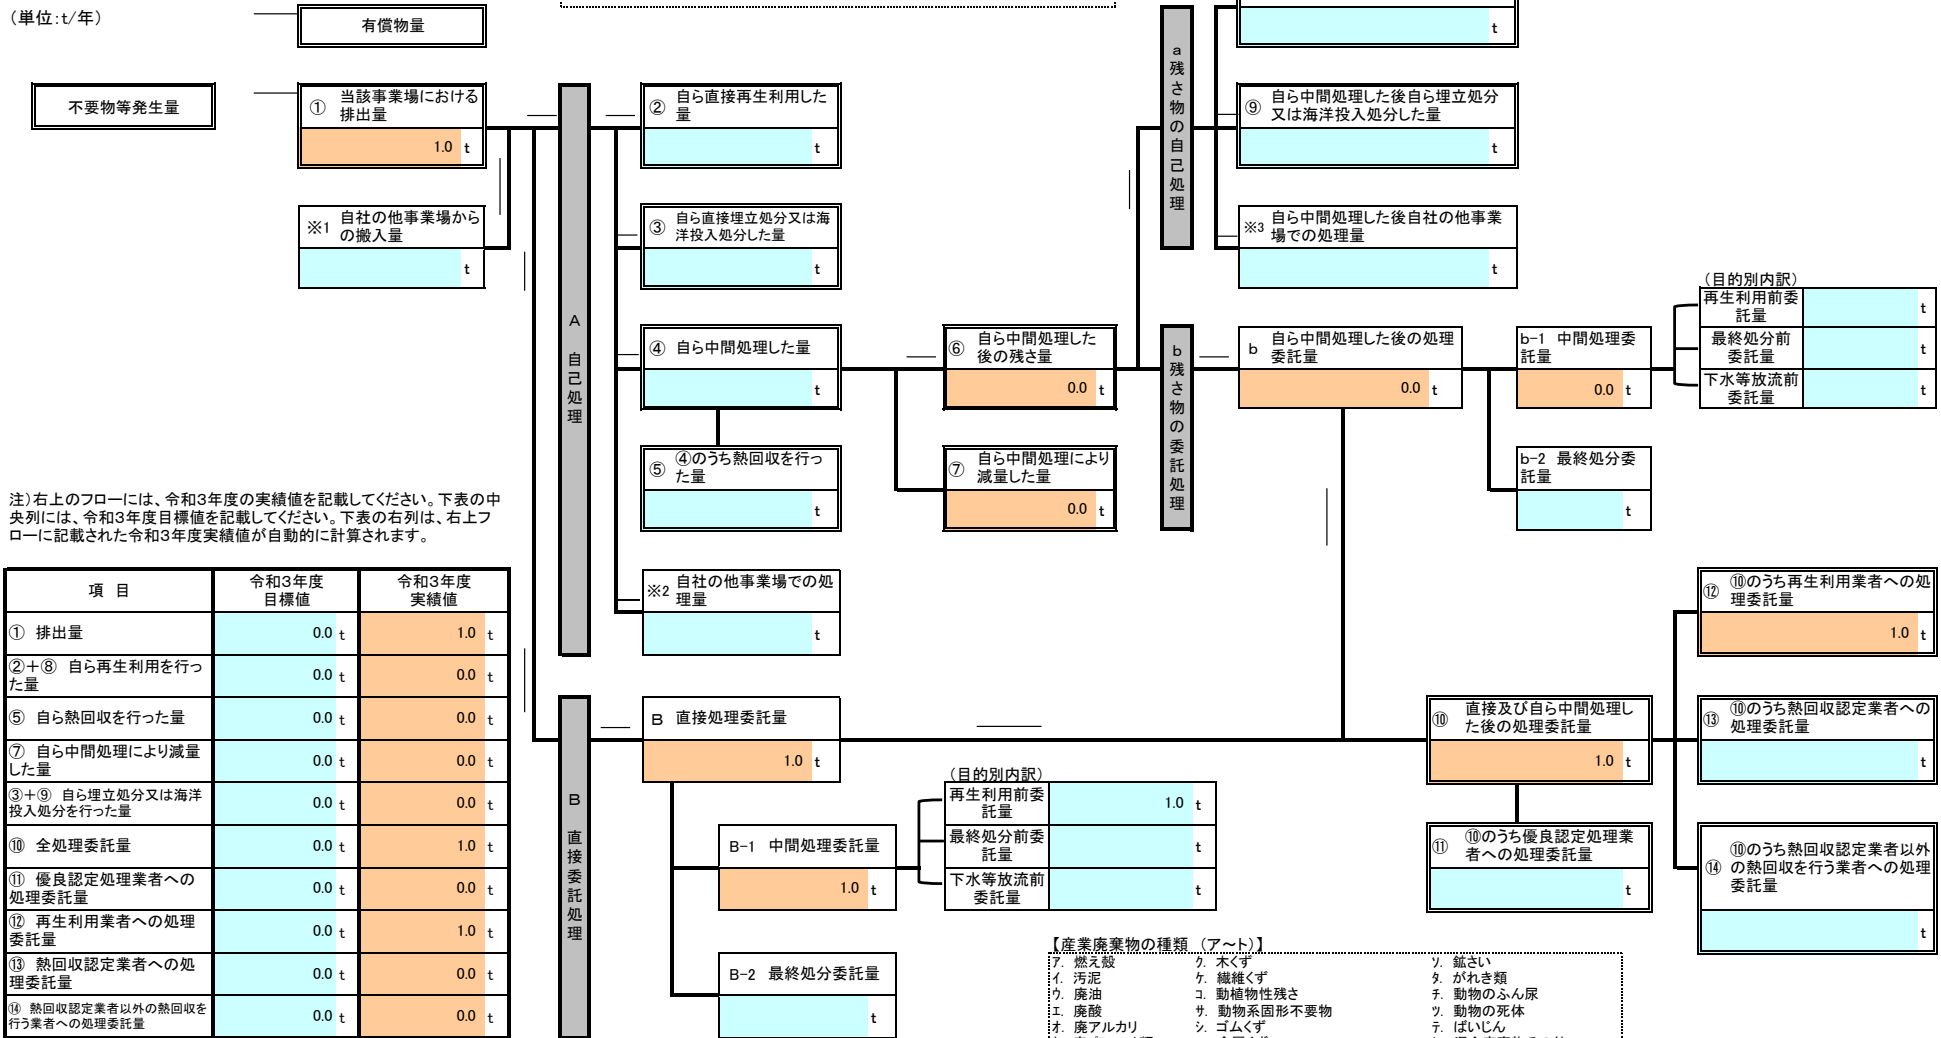 (単位:t/年)
有償物量
t
不要物等発生量
① 当該事業場における
排出量
1.0 t
※1 自社の他事業場から
の搬入量
t
A 自己処理
② 自ら直接再生利用した
量
t
③ 自ら直接埋立処分又は海
洋投入処分した量
t
④ 自ら中間処理した量
t
⑤ ④のうち熱回収を行っ
た量
t
※2 自社の他事業場での処
理量
t
⑥ 自ら中間処理した
後の残さ量
0.0 t
⑦ 自ら中間処理により
減量した量
0.0 t
a残さ物の自己処理
⑨ 自ら中間処理した後自ら埋立処分
又は海洋投入処分した量
t
※3 自ら中間処理した後自社の他事業
場での処理量
t
b残さ物の委託処理
b 自ら中間処理した後の処理
委託量
0.0 t
b-1 中間処理委
託量
0.0 t
(目的別内訳)
再生利用前委
託量
t
最終処分前
委託量
t
下水等放流前
委託量
t
b-2 最終処分委
託量
t
注)右上のフローには、令和3年度の実績値を記載してください。下表の中
央列には、令和3年度目標値を記載してください。下表の右列は、右上フ
ローに記載された令和3年度実績値が自動的に計算されます。
項 目 令和3年度
目標値 令和3年度
実績値
① 排出量 0.0 t 1.0 t
②+⑧ 自ら再生利用を行っ
た量 0.0 t 0.0 t
⑤ 自ら熱回収を行った量 0.0 t 0.0 t
⑦ 自ら中間処理により減量
した量 0.0 t 0.0 t
③+⑨ 自ら埋立処分又は海洋
投入処分を行った量 0.0 t 0.0 t
⑩ 全処理委託量 0.0 t 1.0 t
⑪ 優良認定処理業者への
処理委託量 0.0 t 0.0 t
⑫ 再生利用業者への処理
委託量 0.0 t 1.0 t
⑬ 熱回収認定業者への処
理委託量 0.0 t 0.0 t
⑭ 熱回収認定業者以外の熱回収を
行う業者への処理委託量 0.0 t 0.0 t
B 直接委託処理
B 直接処理委託量
1.0 t
B-1 中間処理委託量
1.0 t
(目的別内訳)
再生利用前委
託量
1.0 t
最終処分前委
託量
t
下水等放流前
委託量
t
B-2 最終処分委託量
t
⑩ 直接及び自ら中間処理し
た後の処理委託量
1.0 t
⑪ ⑩のうち優良認定処理業
者への処理委託量
t
⑫ ⑩のうち再生利用業者への処
理委託量
1.0 t
⑬ ⑩のうち熱回収認定業者への
処理委託量
t
⑭ ⑩のうち熱回収認定業者以外
の熱回収を行う業者への処理
委託量
t
【産業廃棄物の種類 (ア~ト)】
ア. 燃え殻 ク. 木くず ソ. 鉱さい
イ. 汚泥 ケ. 繊維くず タ. がれき類
ウ. 廃油 コ. 動植物性残さ チ. 動物のふん尿
エ. 廃酸 サ. 動物系固形不要物 ツ. 動物の死体
オ. 廃アルカリ シ. ゴムくず テ. ばいじん